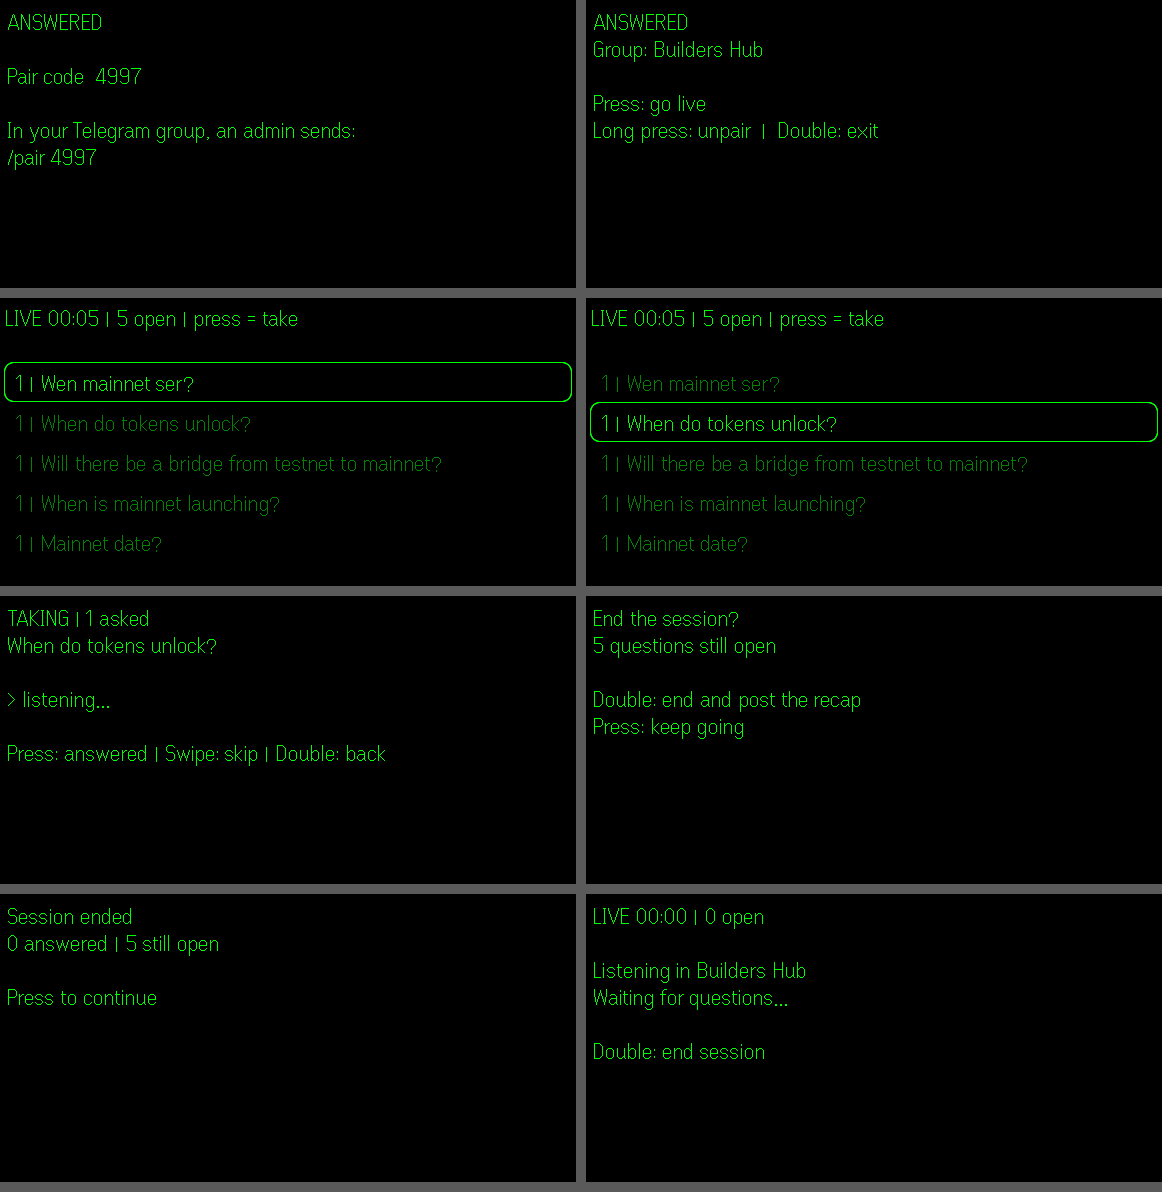 ANSWERED
Pair code 4997
In your Telegram group, an admin sends:
/pair 4997
ANSWERED
Group: Builders Hub
Press: go live
Long press: unpair | Double: exit
LIVE 00:05 | 5 open | press = take
1 | Wen mainnet ser?
1 | When do tokens unlock?
1 | Will there be a bridge from testnet to mainnet?
1 | When is mainnet launching?
1 | Mainnet date?
LIVE 00:05 | 5 open | press = take
1 | Wen mainnet ser?
1 | When do tokens unlock?
1 | Will there be a bridge from testnet to mainnet?
1 | When is mainnet launching?
1 | Mainnet date?
TAKING | 1 asked
When do tokens unlock?
> listening...
Press: answered | Swipe: skip | Double: back
End the session?
5 questions still open
Double: end and post the recap
Press: keep going
Session ended
0 answered | 5 still open
Press to continue
LIVE 00:00 | 0 open
Listening in Builders Hub
Waiting for questions...
Double: end session